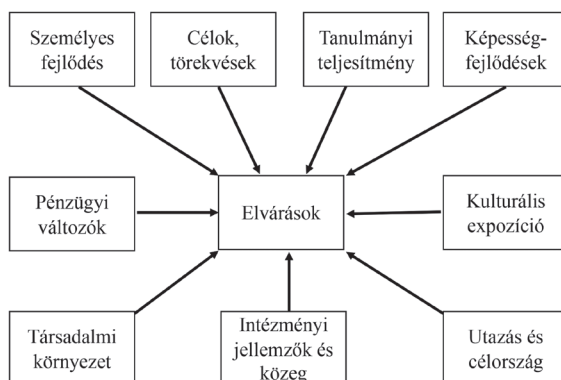 Személyes
fejlődés
Célok,
törekvések
Tanulmányi
teljesítmény
Képesség-
fejlődések
Pénzügyi
változók
Elvárások
Kulturális
expozíció
Társadalmi
környezet
Intézményi
jellemzők és
közeg
Utazás és
célország